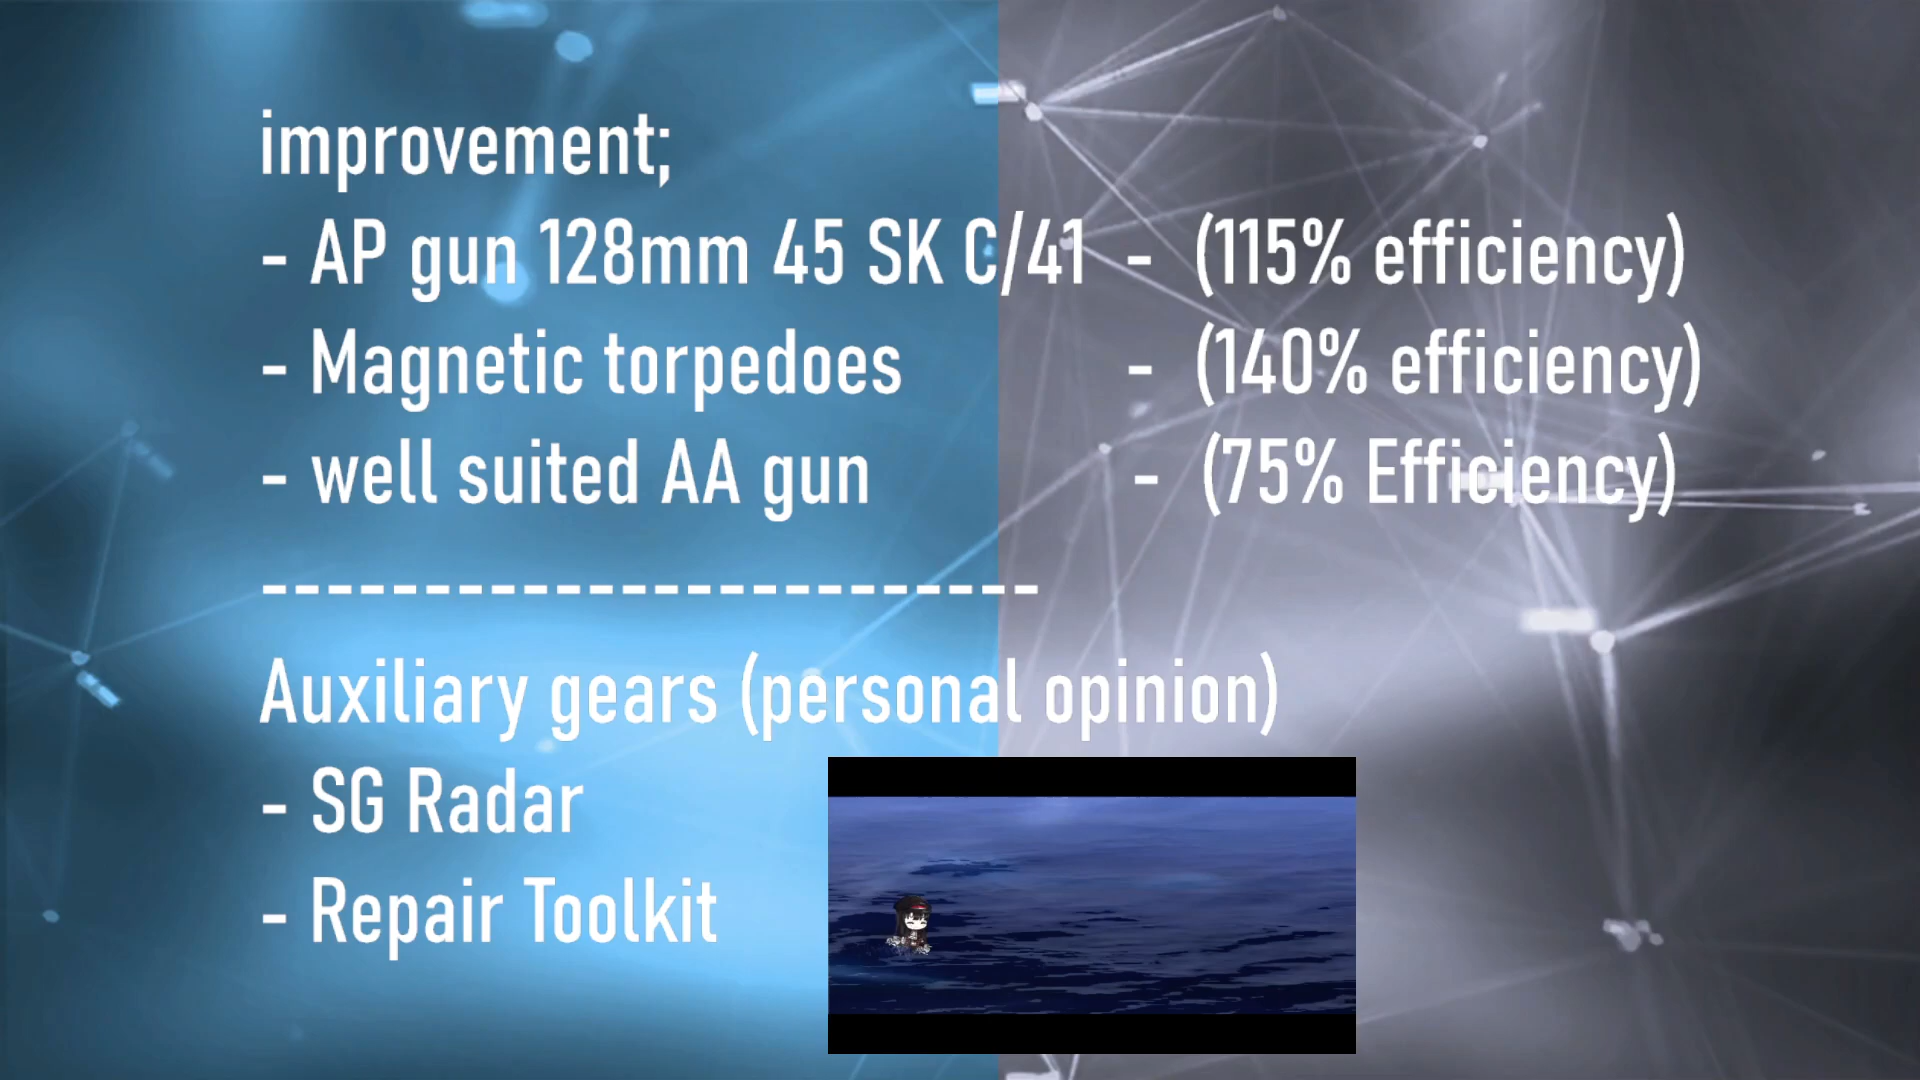 improvement;
- AP gun 128mm 45 SK C/41 - (115% efficiency)
- Magnetic torpedoes - (140% efficiency)
- well suited AA gun - (75% Efficiency)
------------------------
Auxiliary gears (personal opinion)
- SG Radar
- Repair Toolkit